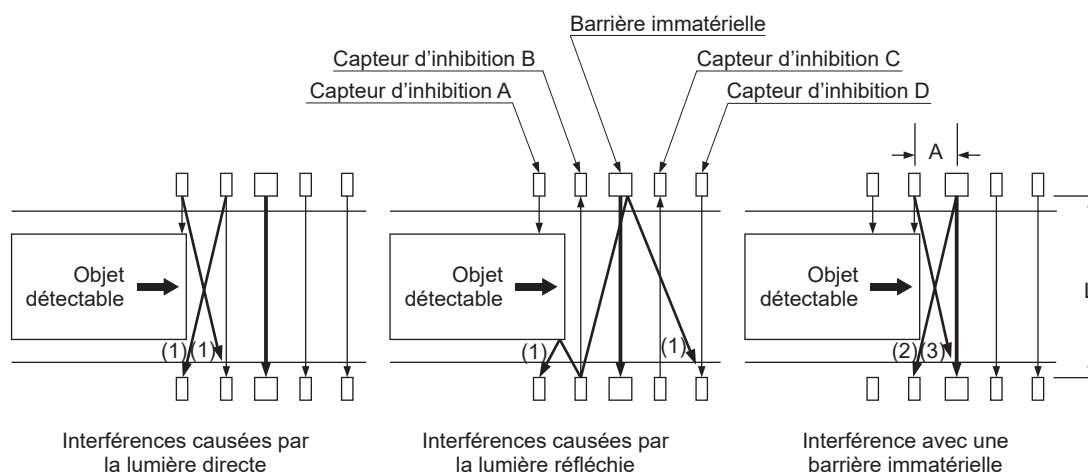 Barrière immatérielle
Capteur d'inhibition B
Capteur d'inhibition C
Capteur d'inhibition A
Capteur d'inhibition D
A
Objet
détectable
(1) (1)
Objet
détectable
(1)
(1)
Objet
détectable
(2) (3)
L
Interférences causées par
la lumière directe
Interférences causées par
la lumière réfléchie
Interférence avec une
barrière immatérielle